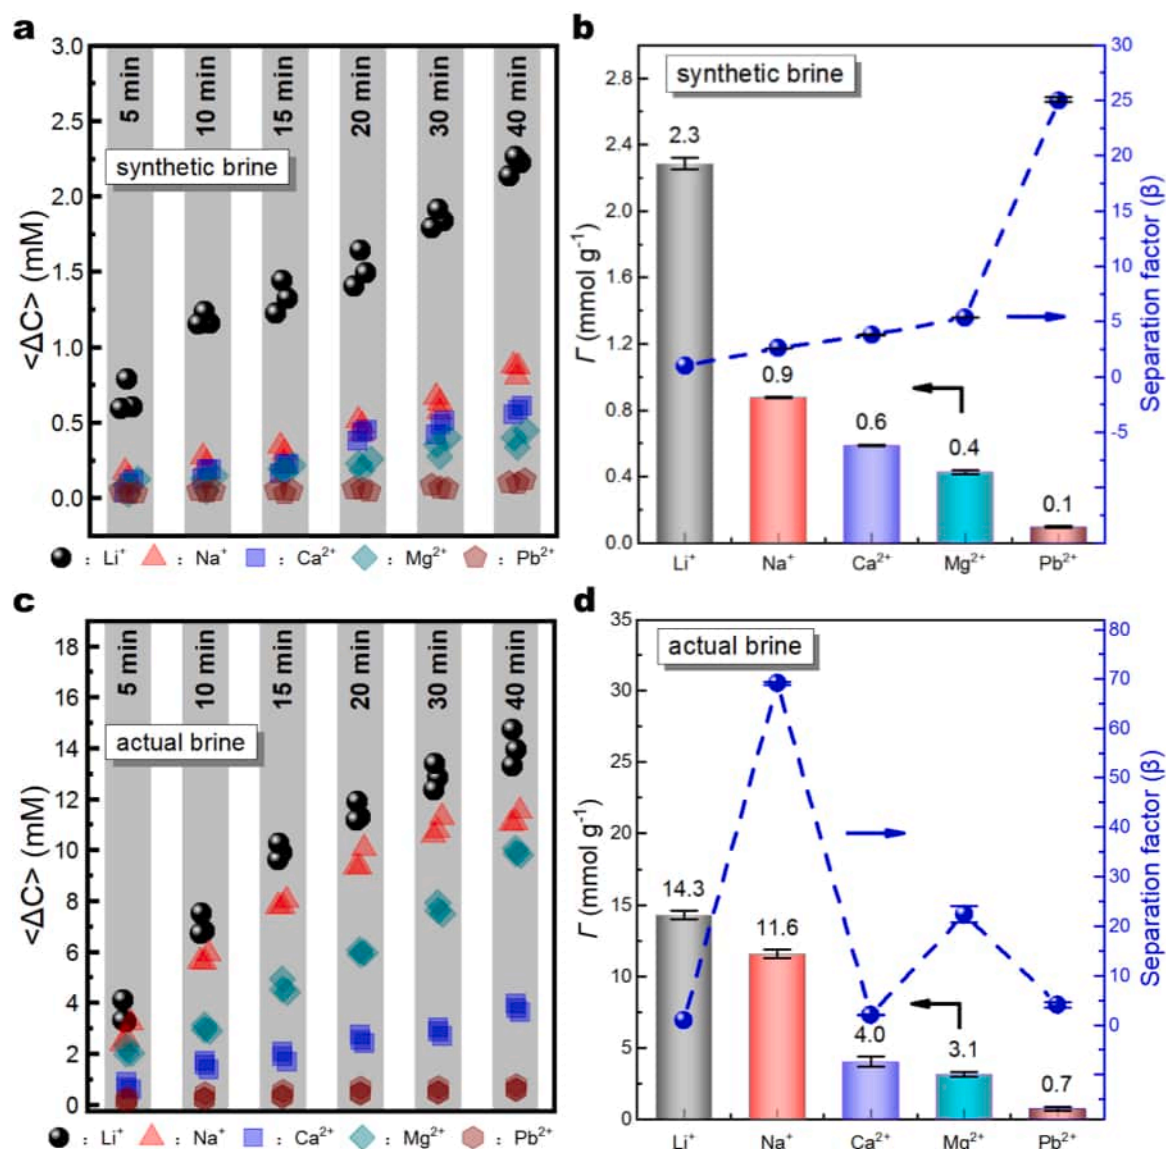 a
3.0
2.5
2.0
1.5
1.0
0.5
0.0
<ΔC> (mM)
5 min
10 min
15 min
20 min
30 min
40 min
synthetic brine
: Li⁺ : Na⁺ : Ca²⁺ : Mg²⁺ : Pb²⁺
b
2.8
2.4
2.0
1.6
1.2
0.8
0.4
0.0
Γ (mmol g⁻¹)
synthetic brine
2.3
0.9
0.6
0.4
0.1
30
25
20
15
10
5
0
-5
Separation factor (β)
Li⁺ Na⁺ Ca²⁺ Mg²⁺ Pb²⁺
c
18
16
14
12
10
8
6
4
2
0
<ΔC> (mM)
5 min
10 min
15 min
20 min
30 min
40 min
actual brine
: Li⁺ : Na⁺ : Ca²⁺ : Mg²⁺ : Pb²⁺
d
35
30
25
20
15
10
5
0
Γ (mmol g⁻¹)
actual brine
14.3
11.6
4.0
3.1
0.7
80
70
60
50
40
30
20
10
0
Separation factor (β)
Li⁺ Na⁺ Ca²⁺ Mg²⁺ Pb²⁺